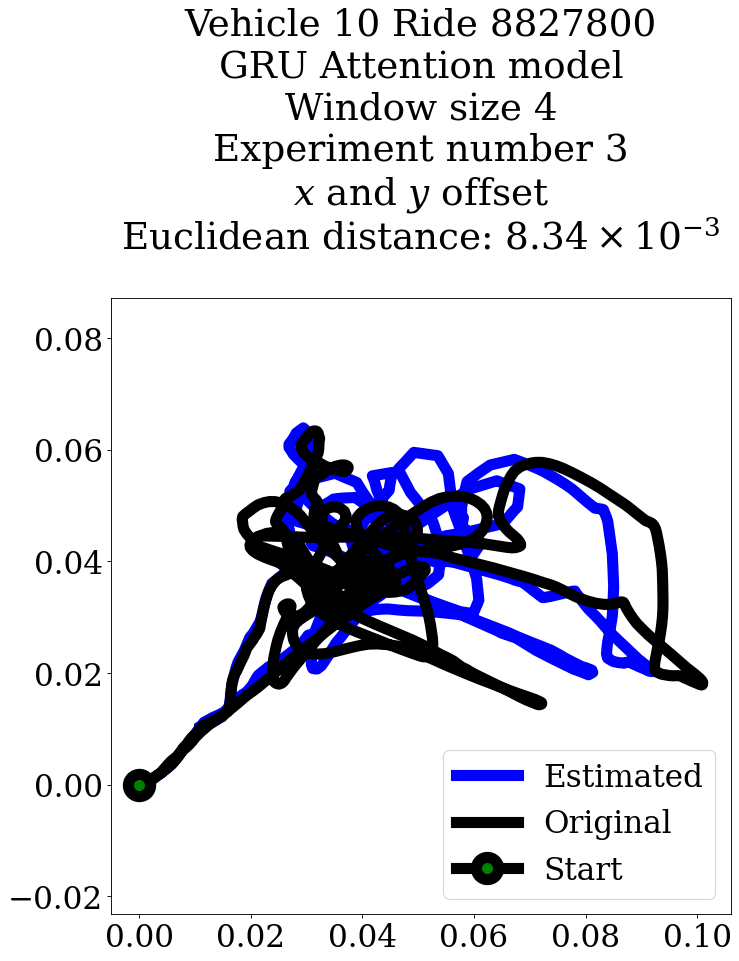 Vehicle 10 Ride 8827800
GRU Attention model
Window size 4
Experiment number 3
x and y offset
Euclidean distance: 8.34 × 10⁻³
0.08
0.06
0.04
0.02
0.00
−0.02
Estimated
Original
Start
0.00 0.02 0.04 0.06 0.08 0.10